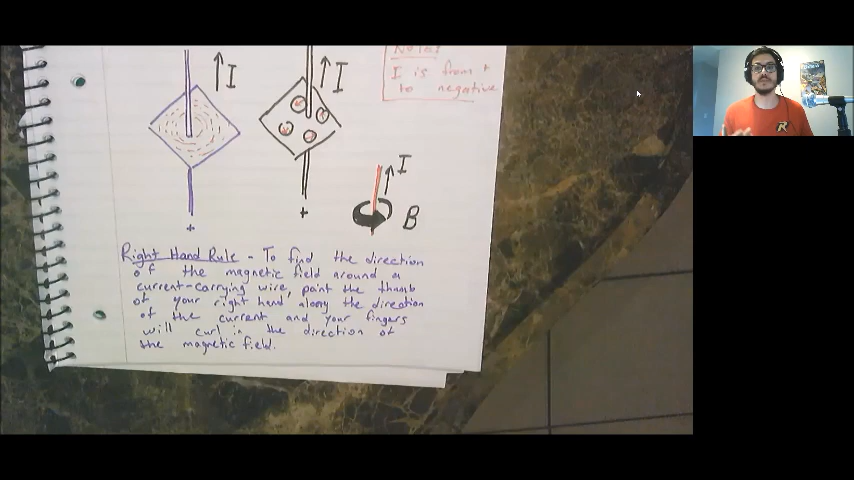 ↑ I
↑ I
Note:
I is from +
to negative
I
B
+
+
Right Hand Rule - To find the direction
of the magnetic field around a
current-carrying wire, point the thumb
of your right hand along the direction
of the current and your fingers
will curl in the direction of
the magnetic field.
R